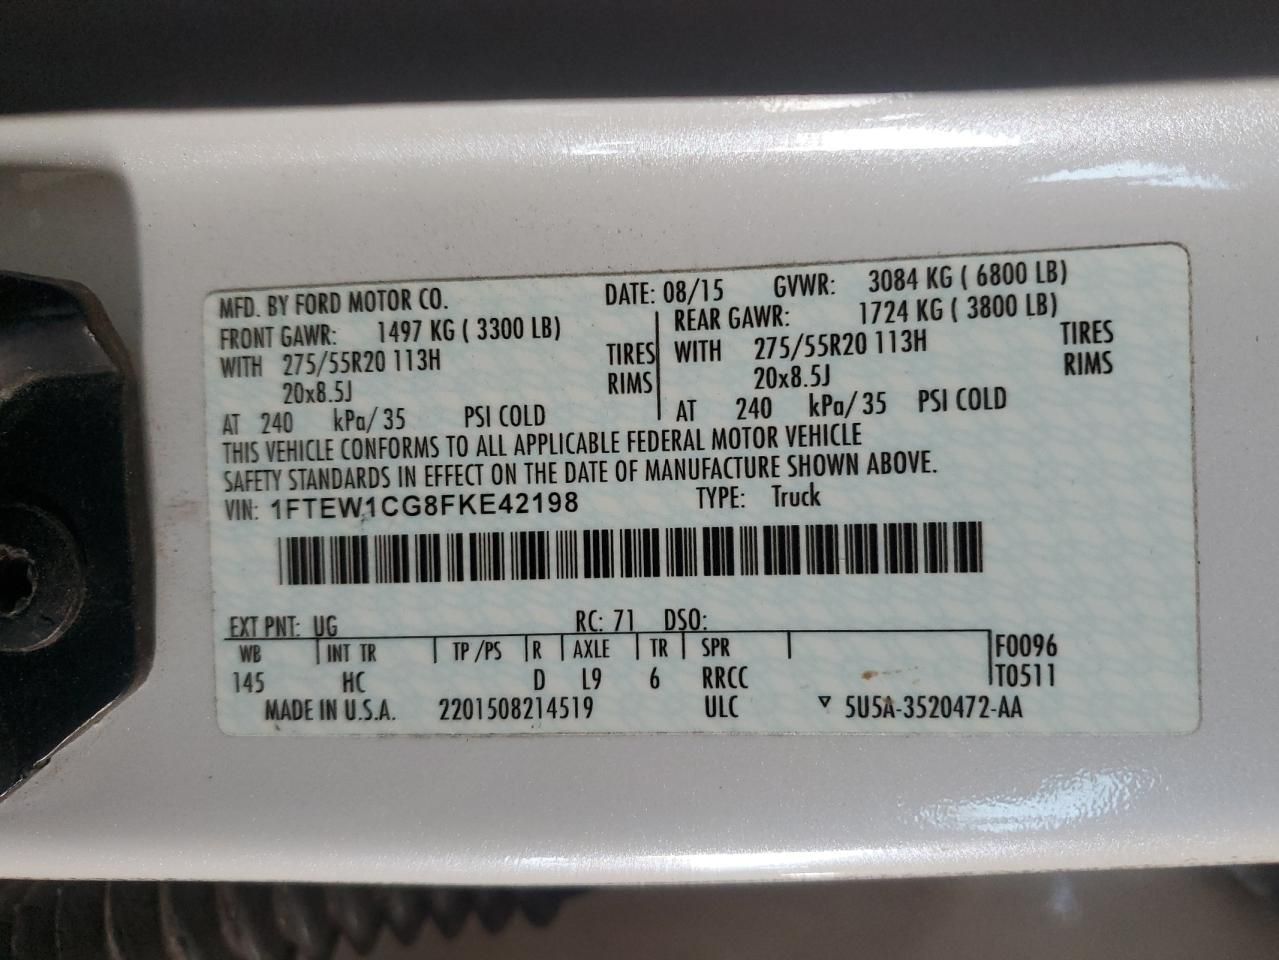 MFD. BY FORD MOTOR CO. DATE: 08/15 GVWR: 3084 KG ( 6800 LB)
FRONT GAWR: 1497 KG ( 3300 LB) REAR GAWR: 1724 KG ( 3800 LB)
WITH 275/55R20 113H TIRES WITH 275/55R20 113H TIRES
20x8.5J RIMS 20x8.5J RIMS
AT 240 kPa/ 35 PSI COLD AT 240 kPa/ 35 PSI COLD
THIS VEHICLE CONFORMS TO ALL APPLICABLE FEDERAL MOTOR VEHICLE
SAFETY STANDARDS IN EFFECT ON THE DATE OF MANUFACTURE SHOWN ABOVE.
VIN: 1FTEW1CG8FKE42198 TYPE: Truck
EXT PNT: UG RC: 71 DSO:
WB INT TR TP /PS R AXLE TR SPR F0096
145 HC D L9 6 RRCC T0511
MADE IN U.S.A. 2201508214519 ULC ▽ 5U5A-3520472-AA